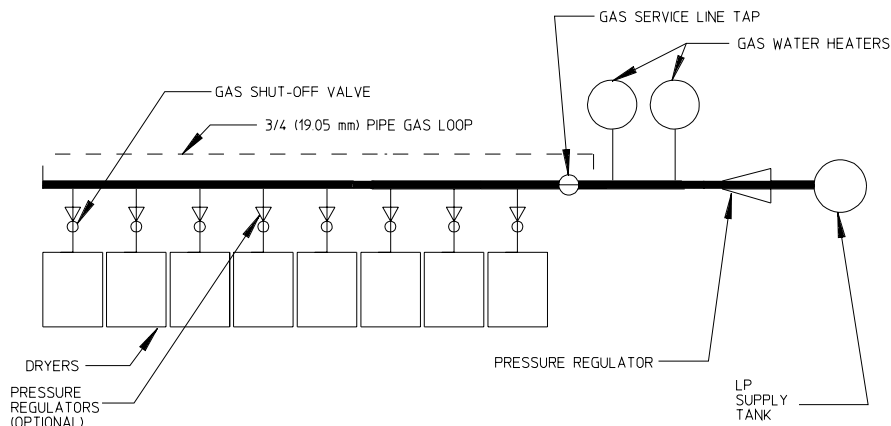 GAS SERVICE LINE TAP
GAS WATER HEATERS
GAS SHUT-OFF VALVE
3/4 (19.05 mm) PIPE GAS LOOP
DRYERS
PRESSURE REGULATOR
PRESSURE
REGULATORS
(OPTIONAL)
LP
SUPPLY
TANK